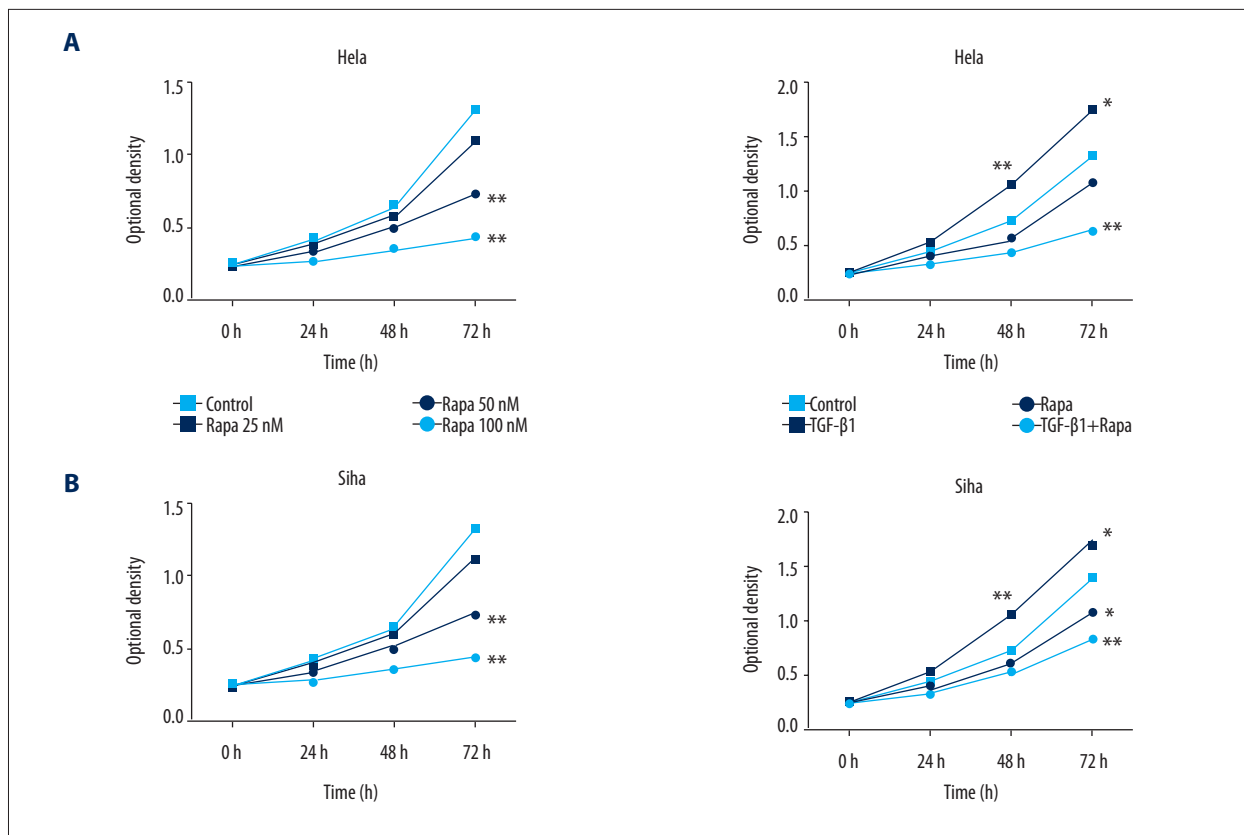 A
Hela
1.5
1.0
0.5
0.0
Optional density
**
**
0 h 24 h 48 h 72 h
Time (h)
Control
Rapa 25 nM
Rapa 50 nM
Rapa 100 nM
Hela
2.0
1.5
1.0
0.5
0.0
Optional density
**
*
**
0 h 24 h 48 h 72 h
Time (h)
Control
TGF-β1
Rapa
TGF-β1+Rapa
B
Siha
1.5
1.0
0.5
0.0
Optional density
**
**
0 h 24 h 48 h 72 h
Time (h)
Siha
2.0
1.5
1.0
0.5
0.0
Optional density
**
*
*
**
0 h 24 h 48 h 72 h
Time (h)